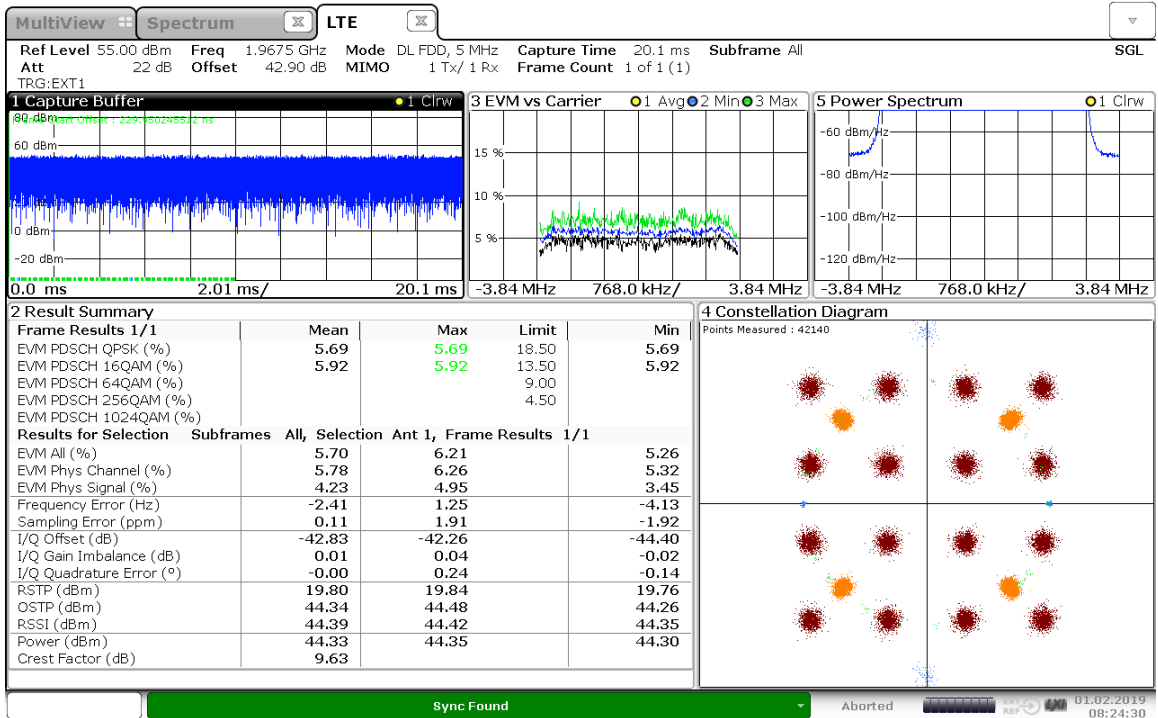 MultiView Spectrum LTE
Ref Level 55.00 dBm Freq 1.9675 GHz Mode DL FDD, 5 MHz Capture Time 20.1 ms Subframe All SGL
Att 22 dB Offset 42.90 dB MIMO 1 Tx/ 1 Rx Frame Count 1 of 1 (1)
TRG:EXT1
1 Capture Buffer 1 Clrw
80 dBm
Frame Start Offset : 229.950245512 ns
60 dBm
0 dBm
-20 dBm
0.0 ms 2.01 ms/ 20.1 ms
3 EVM vs Carrier 1 Avg 2 Min 3 Max
15 %
10 %
5 %
-3.84 MHz 768.0 kHz/ 3.84 MHz
5 Power Spectrum 1 Clrw
-60 dBm/Hz
-80 dBm/Hz
-100 dBm/Hz
-120 dBm/Hz
-3.84 MHz 768.0 kHz/ 3.84 MHz
2 Result Summary
Frame Results 1/1 Mean Max Limit Min
EVM PDSCH QPSK (%) 5.69 5.69 18.50 5.69
EVM PDSCH 16QAM (%) 5.92 5.92 13.50 5.92
EVM PDSCH 64QAM (%) 9.00
EVM PDSCH 256QAM (%) 4.50
EVM PDSCH 1024QAM (%)
Results for Selection Subframes All, Selection Ant 1, Frame Results 1/1
EVM All (%) 5.70 6.21 5.26
EVM Phys Channel (%) 5.78 6.26 5.32
EVM Phys Signal (%) 4.23 4.95 3.45
Frequency Error (Hz) -2.41 1.25 -4.13
Sampling Error (ppm) 0.11 1.91 -1.92
I/Q Offset (dB) -42.83 -42.26 -44.40
I/Q Gain Imbalance (dB) 0.01 0.04 -0.02
I/Q Quadrature Error (°) -0.00 0.24 -0.14
RSTP (dBm) 19.80 19.84 19.76
OSTP (dBm) 44.34 44.48 44.26
RSSI (dBm) 44.39 44.42 44.35
Power (dBm) 44.33 44.35 44.30
Crest Factor (dB) 9.63
4 Constellation Diagram
Points Measured : 42140
Sync Found
Aborted
EXT
REF
LXI
01.02.2019
08:24:30